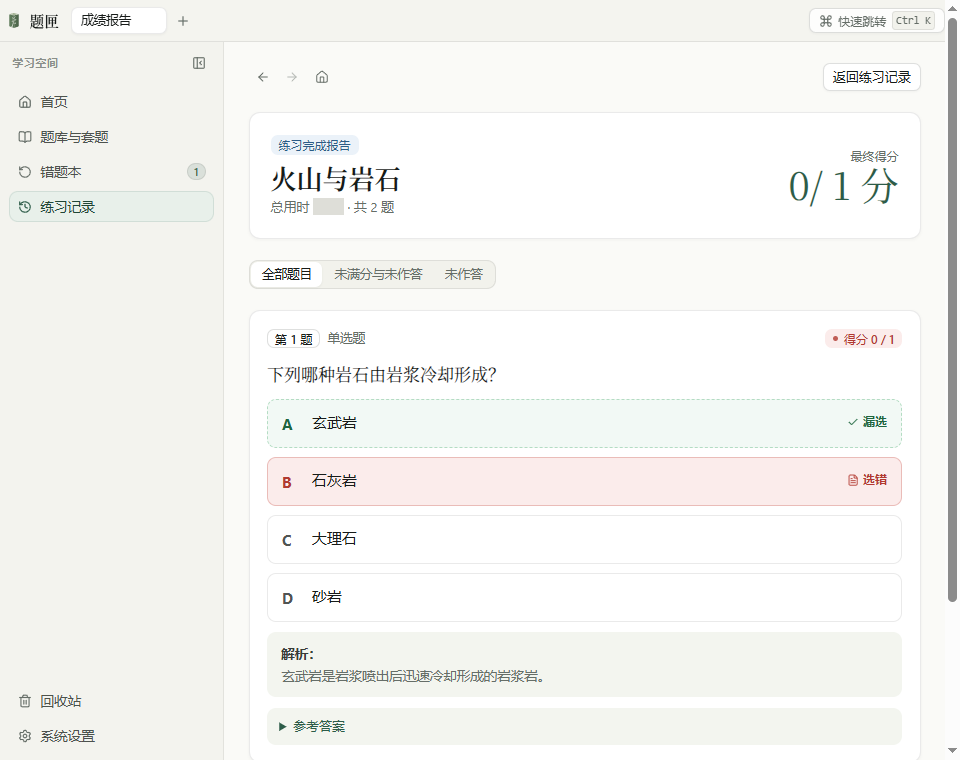 题匣
成绩报告
快速跳转 Ctrl K
学习空间
首页
题库与套题
错题本 1
练习记录
回收站
系统设置
返回练习记录
练习完成报告
火山与岩石
总用时 · 共 2 题
最终得分
0/ 1 分
全部题目 未满分与未作答 未作答
第 1 题 单选题
得分 0 / 1
下列哪种岩石由岩浆冷却形成?
A 玄武岩 漏选
B 石灰岩 选错
C 大理石
D 砂岩
解析：
玄武岩是岩浆喷出后迅速冷却形成的岩浆岩。
参考答案